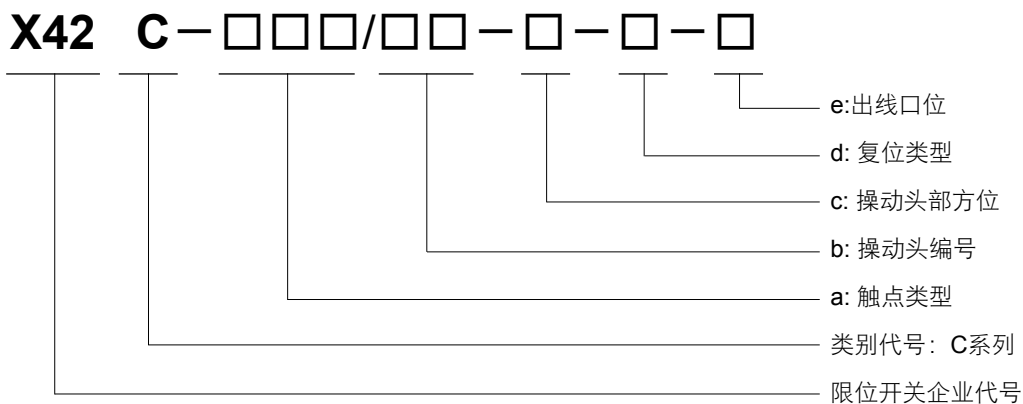 X42 C－□□□/□□－□－□－□
e:出线口位
d: 复位类型
c: 操动头部方位
b: 操动头编号
a: 触点类型
类别代号：C系列
限位开关企业代号